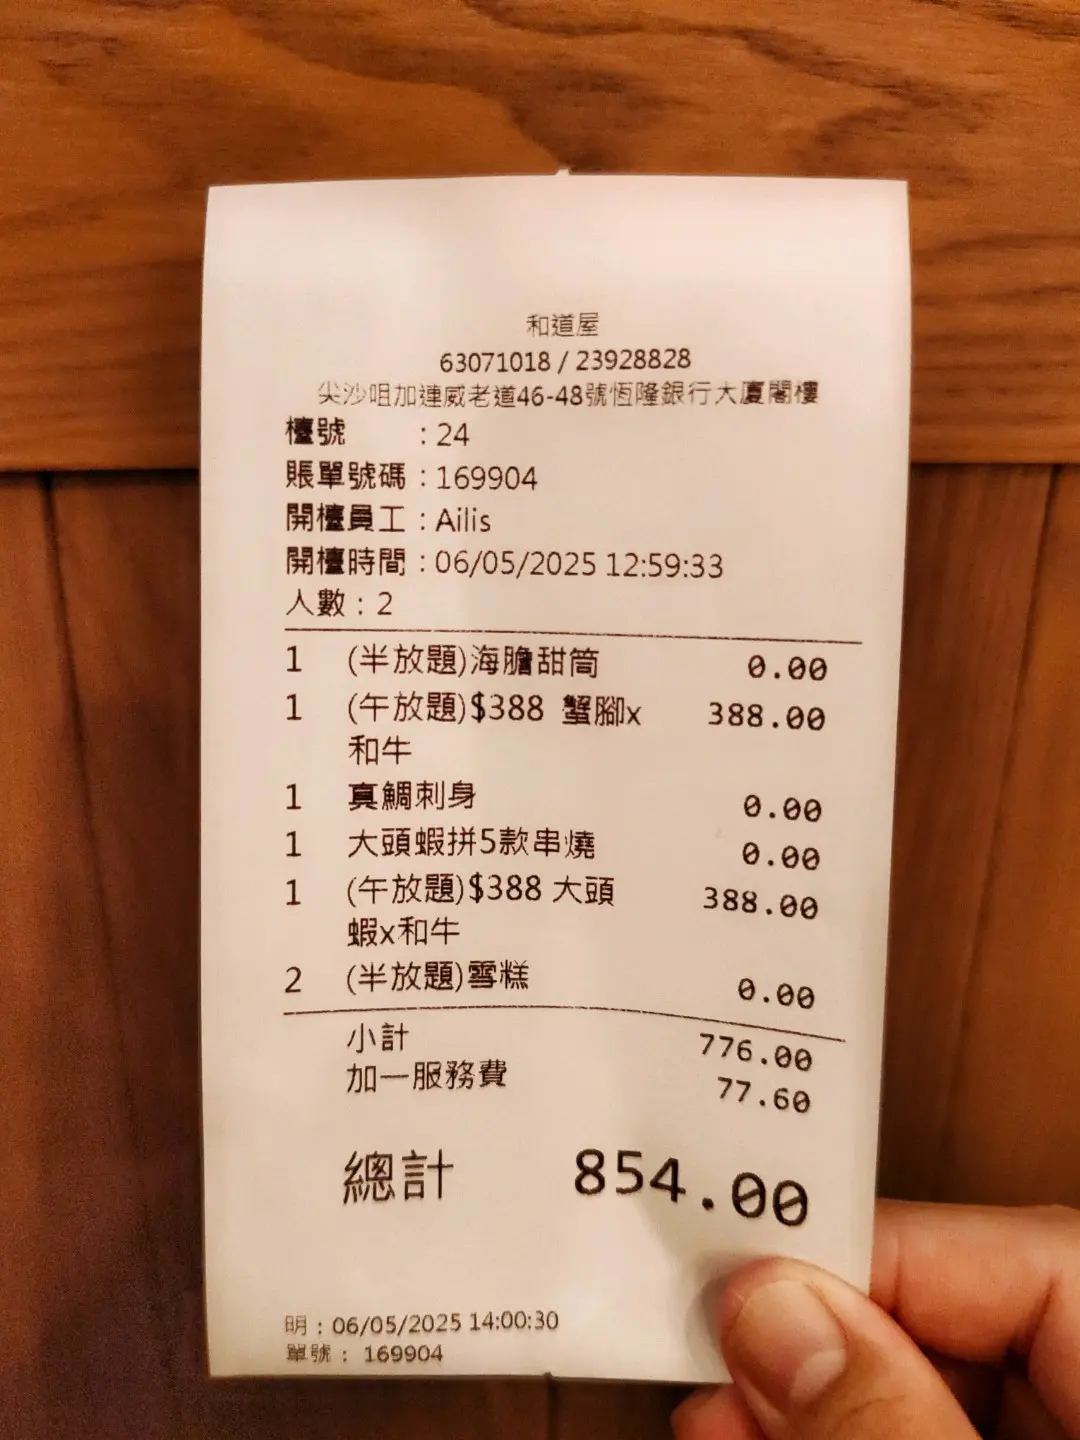 和道屋
63071018 / 23928828
尖沙咀加連威老道46-48號恆隆銀行大廈閣樓
檯號 : 24
賬單號碼 : 169904
開檯員工 : Ailis
開檯時間 : 06/05/2025 12:59:33
人數 : 2
1 (半放題)海膽甜筒 0.00
1 (午放題)$388 蟹腳x 388.00
和牛
1 真鯛刺身 0.00
1 大頭蝦拼5款串燒 0.00
1 (午放題)$388 大頭 388.00
蝦x和牛
2 (半放題)雪糕 0.00
小計 776.00
加一服務費 77.60
總計 854.00
明 : 06/05/2025 14:00:30
單號 : 169904